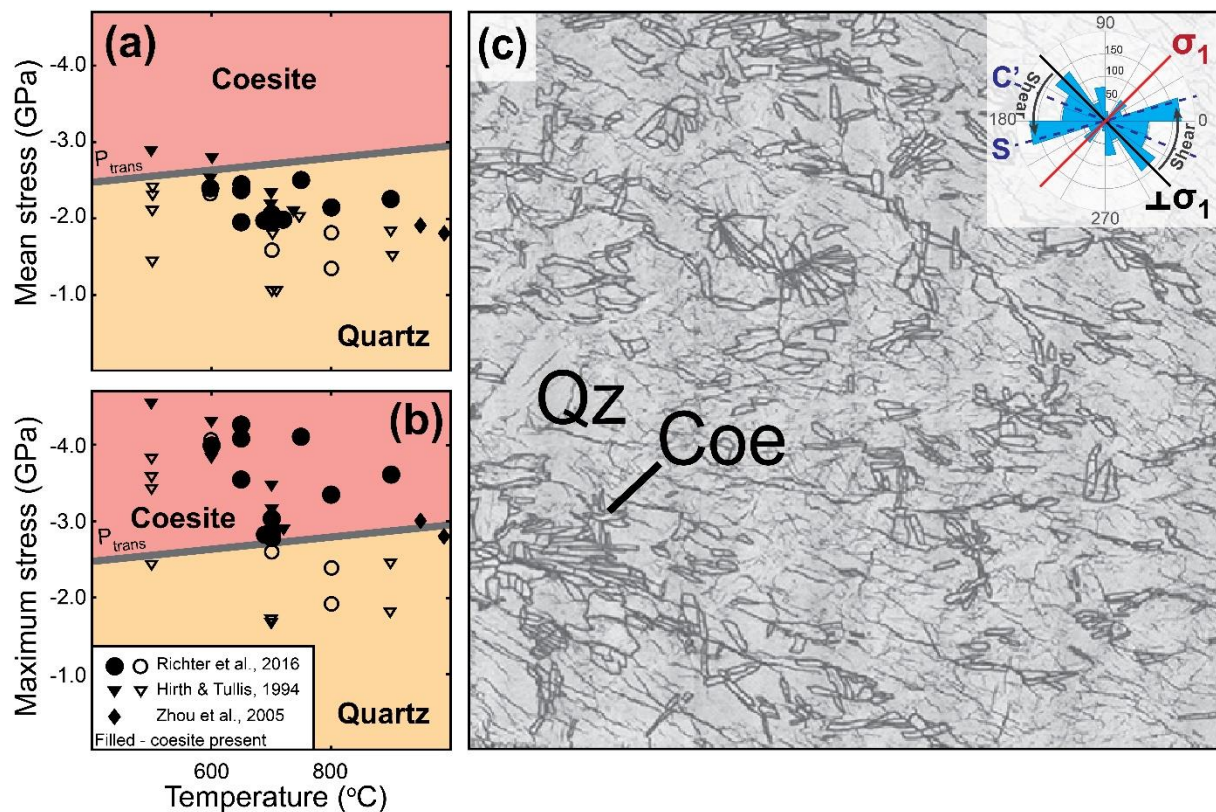 (a)
Coesite
Ptrans
Quartz
Mean stress (GPa)
-4.0
-3.0
-2.0
-1.0
(b)
Coesite
Ptrans
Quartz
Maximum stress (GPa)
-4.0
-3.0
-2.0
-1.0
Richter et al., 2016
Hirth & Tullis, 1994
Zhou et al., 2005
Filled - coesite present
600 800
Temperature (°C)
(c)
Qz
Coe
90
150
100
50
σ1
C'
Shear
180
0
S
Shear
270
⊥σ1